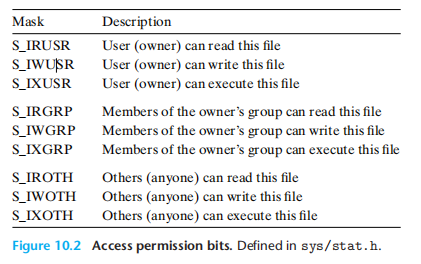 Mask Description
S_IRUSR User (owner) can read this file
S_IWUSR User (owner) can write this file
S_IXUSR User (owner) can execute this file
S_IRGRP Members of the owner's group can read this file
S_IWGRP Members of the owner's group can write this file
S_IXGRP Members of the owner's group can execute this file
S_IROTH Others (anyone) can read this file
S_IWOTH Others (anyone) can write this file
S_IXOTH Others (anyone) can execute this file
Figure 10.2 Access permission bits. Defined in sys/stat.h.